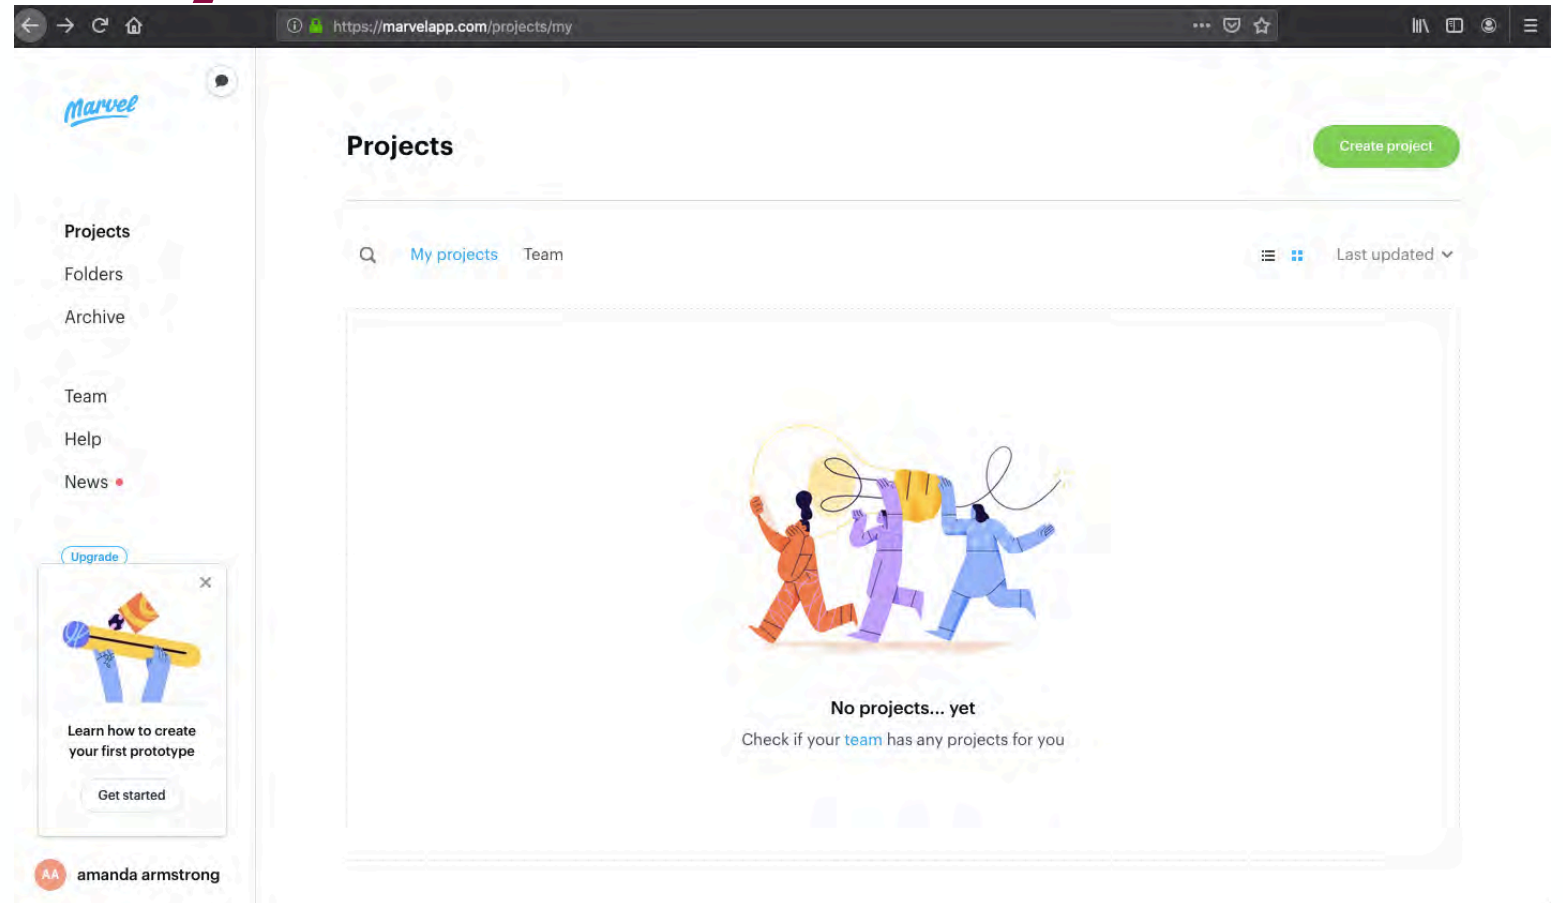 https://marvelapp.com/projects/my
Marvel
Projects
Create project
Projects
Folders
Archive
My projects
Team
Last updated
Team
Help
News
Upgrade
Learn how to create
your first prototype
Get started
No projects... yet
Check if your team has any projects for you
AA
amanda armstrong